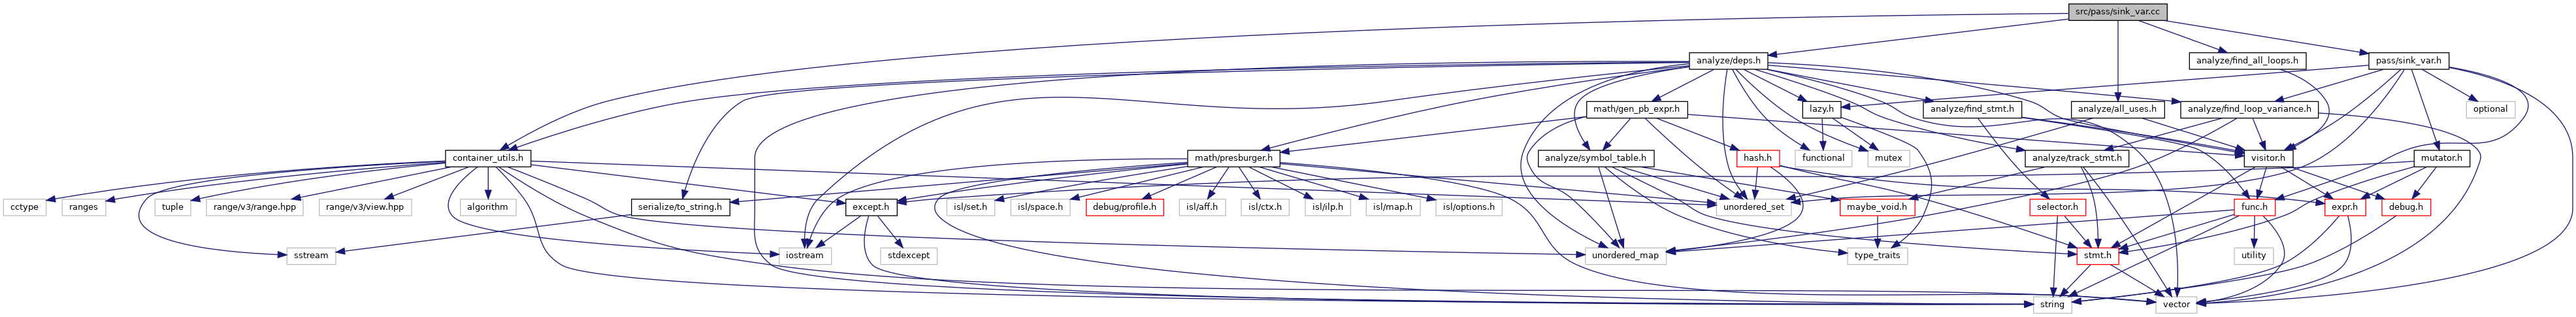 src/pass/sink_var.cc
analyze/deps.h
analyze/find_all_loops.h
pass/sink_var.h
math/gen_pb_expr.h
lazy.h
analyze/find_stmt.h
analyze/all_uses.h
analyze/find_loop_variance.h
optional
container_utils.h
math/presburger.h
analyze/symbol_table.h
hash.h
functional
mutex
analyze/track_stmt.h
visitor.h
mutator.h
cctype
ranges
tuple
range/v3/range.hpp
range/v3/view.hpp
algorithm
serialize/to_string.h
except.h
isl/set.h
isl/space.h
debug/profile.h
isl/aff.h
isl/ctx.h
isl/ilp.h
isl/map.h
isl/options.h
unordered_set
maybe_void.h
selector.h
func.h
expr.h
debug.h
sstream
iostream
stdexcept
unordered_map
type_traits
stmt.h
utility
string
vector